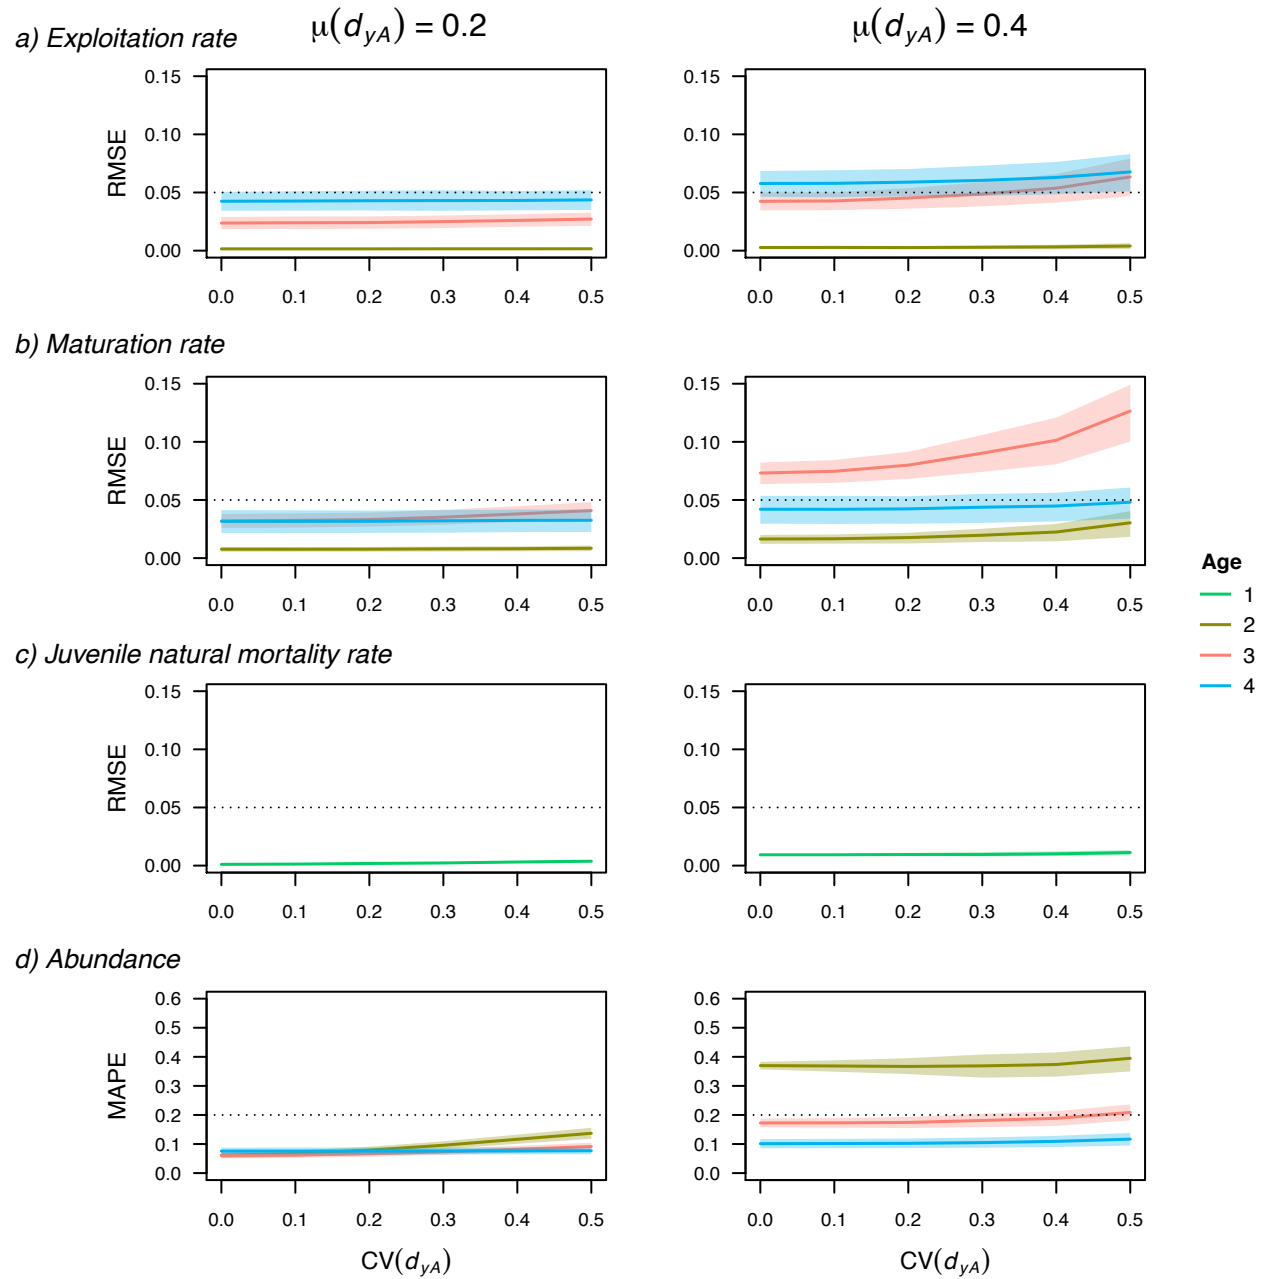 a) Exploitation rate
μ(dyA) = 0.2
μ(dyA) = 0.4
RMSE
0.15
0.10
0.05
0.00
0.0 0.1 0.2 0.3 0.4 0.5
0.15
0.10
0.05
0.00
0.0 0.1 0.2 0.3 0.4 0.5
b) Maturation rate
RMSE
0.15
0.10
0.05
0.00
0.0 0.1 0.2 0.3 0.4 0.5
0.15
0.10
0.05
0.00
0.0 0.1 0.2 0.3 0.4 0.5
Age
1
2
3
4
c) Juvenile natural mortality rate
RMSE
0.15
0.10
0.05
0.00
0.0 0.1 0.2 0.3 0.4 0.5
0.15
0.10
0.05
0.00
0.0 0.1 0.2 0.3 0.4 0.5
d) Abundance
MAPE
0.6
0.5
0.4
0.3
0.2
0.1
0.0
0.0 0.1 0.2 0.3 0.4 0.5
CV(dyA)
0.6
0.5
0.4
0.3
0.2
0.1
0.0
0.0 0.1 0.2 0.3 0.4 0.5
CV(dyA)